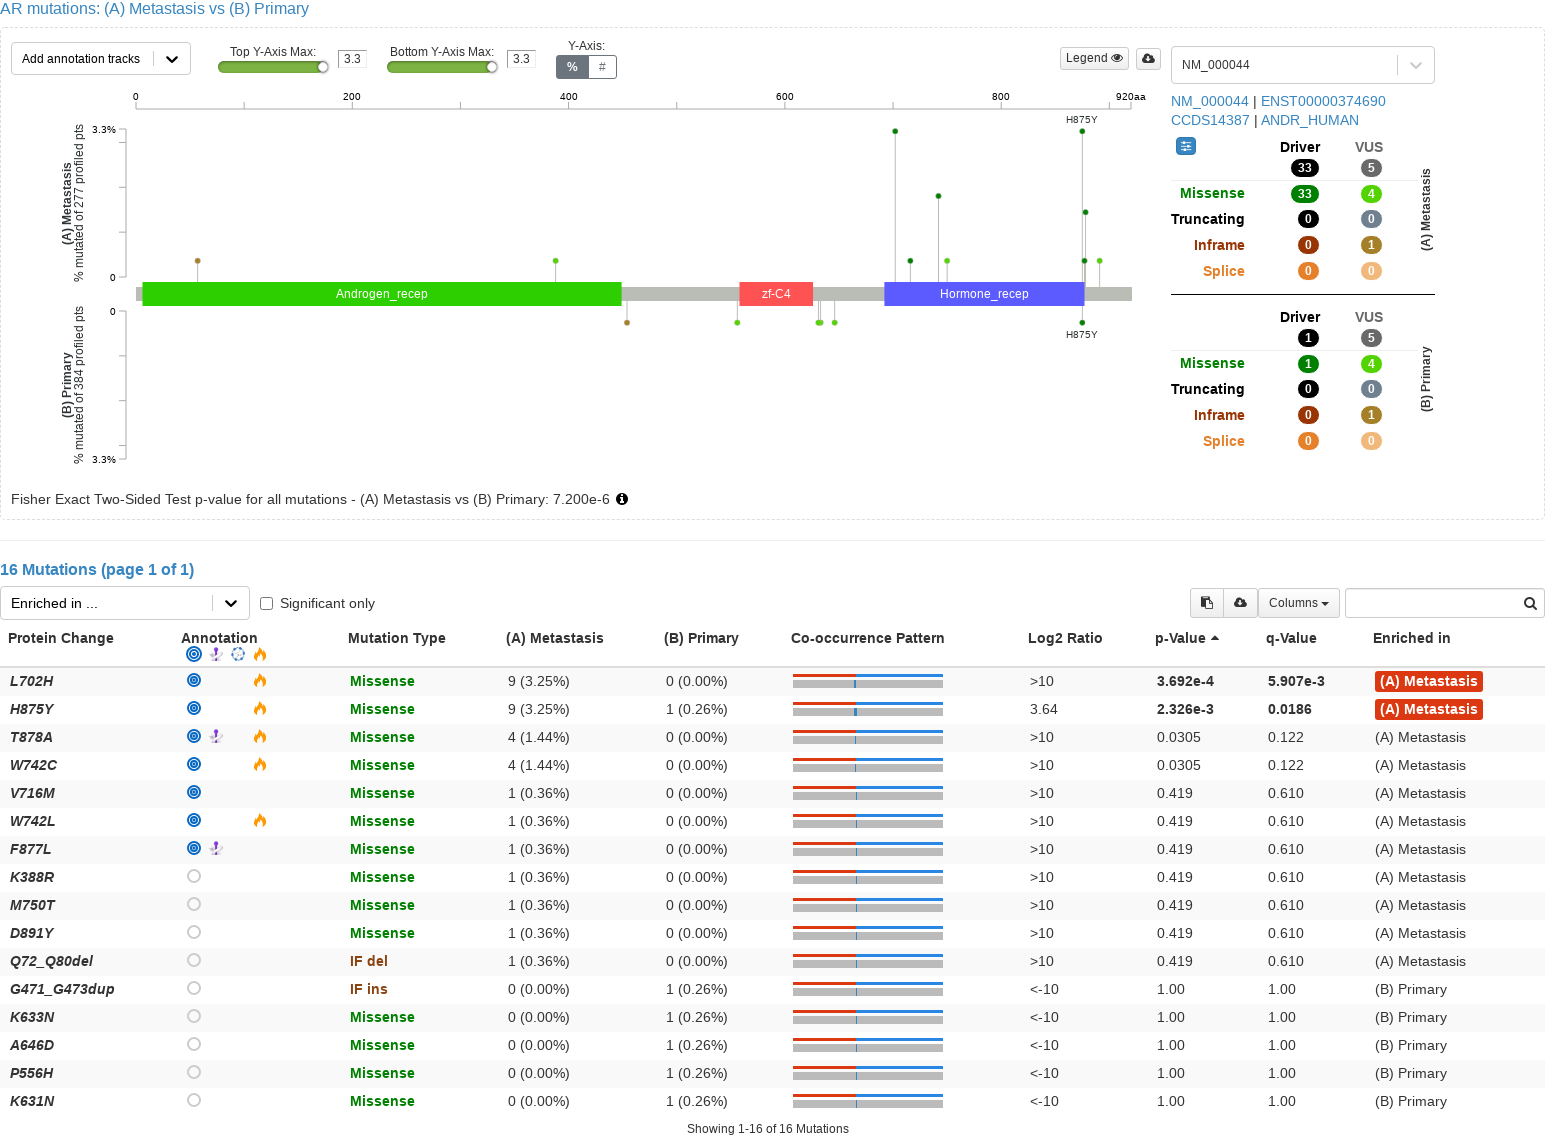 AR mutations: (A) Metastasis vs (B) Primary
Add annotation tracks
Top Y-Axis Max:
3.3
Bottom Y-Axis Max:
3.3
Y-Axis:
% #
Legend
NM_000044
NM_000044 | ENST00000374690
CCDS14387 | ANDR_HUMAN
0 200 400 600 800 920aa
(A) Metastasis
% mutated of 277 profiled pts
3.3%
0
H875Y
Androgen_recep zf-C4 Hormone_recep
(B) Primary
% mutated of 384 profiled pts
0
3.3%
H875Y
Driver VUS
33 5
Missense 33 4
Truncating 0 0
Inframe 0 1
Splice 0 0
(A) Metastasis
Driver VUS
1 5
Missense 1 4
Truncating 0 0
Inframe 0 1
Splice 0 0
(B) Primary
Fisher Exact Two-Sided Test p-value for all mutations - (A) Metastasis vs (B) Primary: 7.200e-6
16 Mutations (page 1 of 1)
Enriched in ...
Significant only
Columns
Protein Change Annotation Mutation Type (A) Metastasis (B) Primary Co-occurrence Pattern Log2 Ratio p-Value q-Value Enriched in
L702H Missense 9 (3.25%) 0 (0.00%) >10 3.692e-4 5.907e-3 (A) Metastasis
H875Y Missense 9 (3.25%) 1 (0.26%) 3.64 2.326e-3 0.0186 (A) Metastasis
T878A Missense 4 (1.44%) 0 (0.00%) >10 0.0305 0.122 (A) Metastasis
W742C Missense 4 (1.44%) 0 (0.00%) >10 0.0305 0.122 (A) Metastasis
V716M Missense 1 (0.36%) 0 (0.00%) >10 0.419 0.610 (A) Metastasis
W742L Missense 1 (0.36%) 0 (0.00%) >10 0.419 0.610 (A) Metastasis
F877L Missense 1 (0.36%) 0 (0.00%) >10 0.419 0.610 (A) Metastasis
K388R Missense 1 (0.36%) 0 (0.00%) >10 0.419 0.610 (A) Metastasis
M750T Missense 1 (0.36%) 0 (0.00%) >10 0.419 0.610 (A) Metastasis
D891Y Missense 1 (0.36%) 0 (0.00%) >10 0.419 0.610 (A) Metastasis
Q72_Q80del IF del 1 (0.36%) 0 (0.00%) >10 0.419 0.610 (A) Metastasis
G471_G473dup IF ins 0 (0.00%) 1 (0.26%) <-10 1.00 1.00 (B) Primary
K633N Missense 0 (0.00%) 1 (0.26%) <-10 1.00 1.00 (B) Primary
A646D Missense 0 (0.00%) 1 (0.26%) <-10 1.00 1.00 (B) Primary
P556H Missense 0 (0.00%) 1 (0.26%) <-10 1.00 1.00 (B) Primary
K631N Missense 0 (0.00%) 1 (0.26%) <-10 1.00 1.00 (B) Primary
Showing 1-16 of 16 Mutations